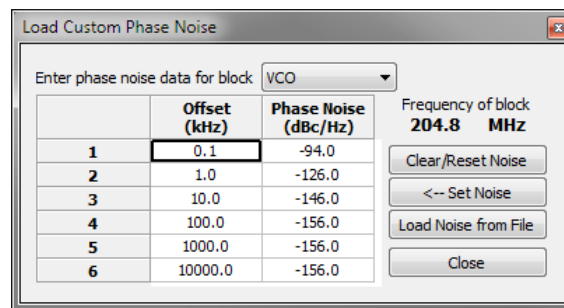 Load Custom Phase Noise
Enter phase noise data for block VCO
Offset (kHz) Phase Noise (dBc/Hz)
1 0.1 -94.0
2 1.0 -126.0
3 10.0 -146.0
4 100.0 -156.0
5 1000.0 -156.0
6 10000.0 -156.0
Frequency of block
204.8 MHz
Clear/Reset Noise
<-- Set Noise
Load Noise from File
Close